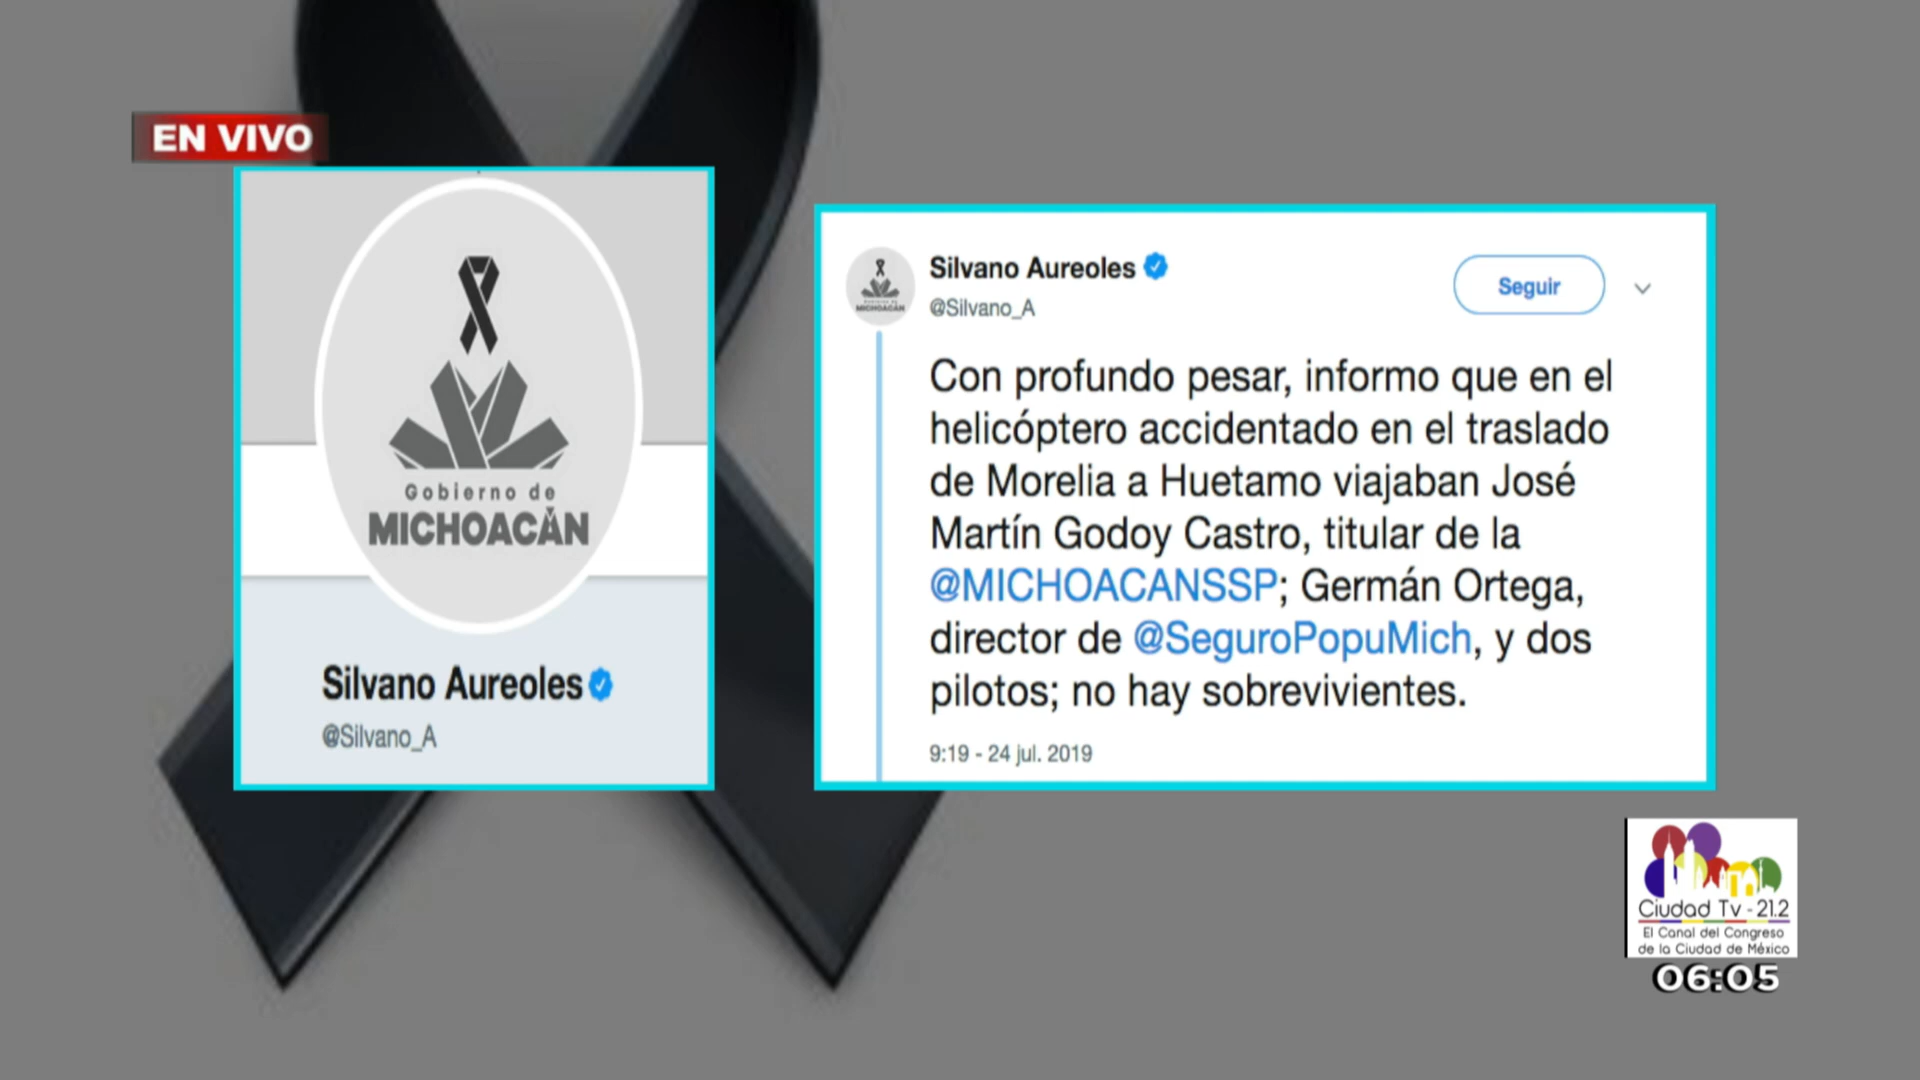 EN VIVO
Gobierno de
MICHOACÁN
Silvano Aureoles
@Silvano_A
Silvano Aureoles
@Silvano_A
Seguir
MICHOACÁN
Con profundo pesar, informo que en el
helicóptero accidentado en el traslado
de Morelia a Huetamo viajaban José
Martín Godoy Castro, titular de la
@MICHOACANSSP; Germán Ortega,
director de @SeguroPopuMich, y dos
pilotos; no hay sobrevivientes.
9:19 - 24 jul. 2019
Ciudad Tv - 21.2
El Canal del Congreso
de la Ciudad de México
06:05